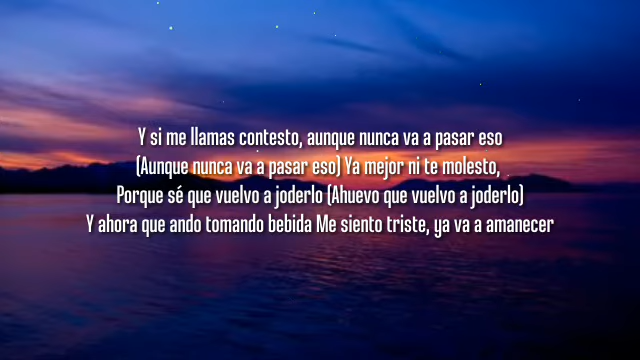 Y si me llamas contesto, aunque nunca va a pasar eso
(Aunque nunca va a pasar eso) Ya mejor ni te molesto,
Porque sé que vuelvo a joderlo (Ahuevo que vuelvo a joderlo)
Y ahora que ando tomando bebida Me siento triste, ya va a amanecer